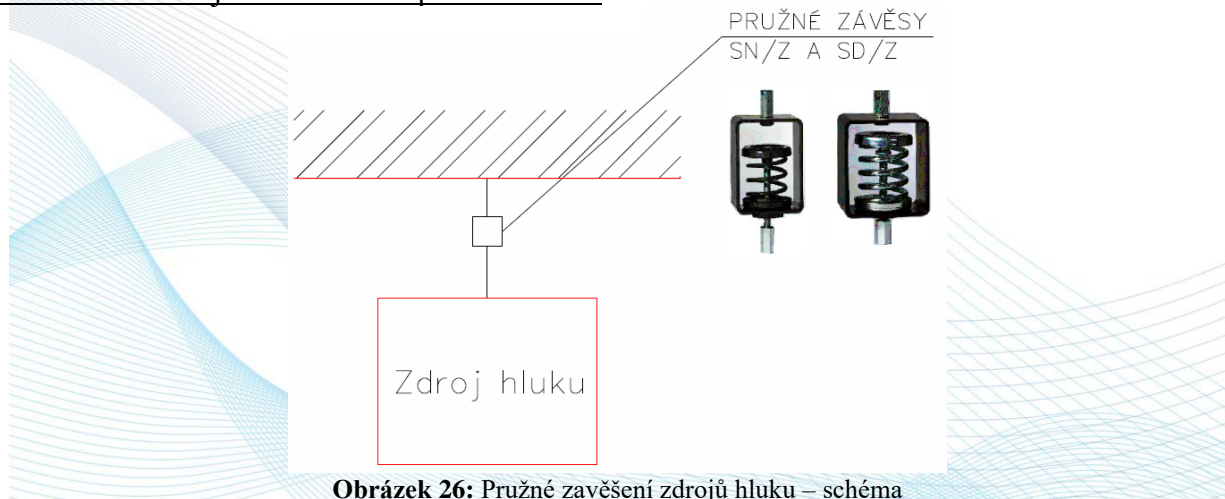 PRUŽNÉ ZÁVĚSY
SN/Z A SD/Z
Zdroj hluku
Obrázek 26: Pružné zavěšení zdrojů hluku – schéma